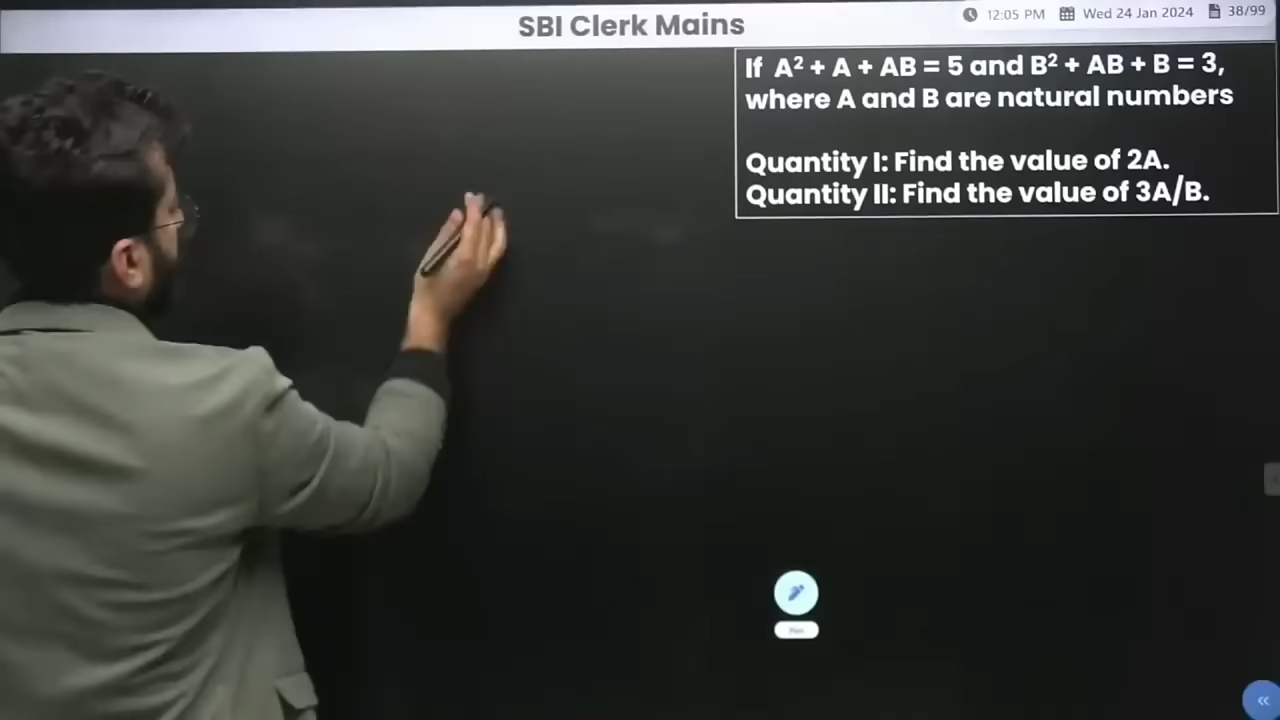 SBI Clerk Mains
12:05 PM Wed 24 Jan 2024 38/99
If A² + A + AB = 5 and B² + AB + B = 3,
where A and B are natural numbers
Quantity I: Find the value of 2A.
Quantity II: Find the value of 3A/B.